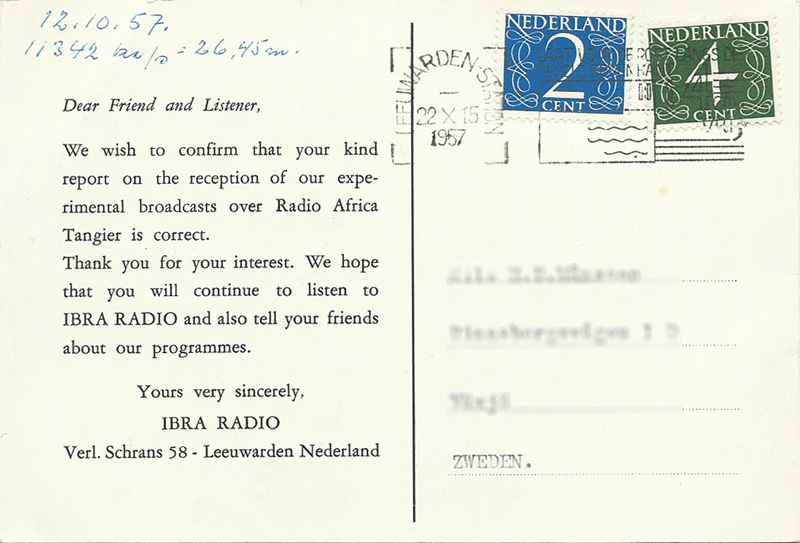 12.10.57.
11342 kc/s = 26,45 m.
Dear Friend and Listener,
We wish to confirm that your kind
report on the reception of our expe-
rimental broadcasts over Radio Africa
Tangier is correct.
Thank you for your interest. We hope
that you will continue to listen to
IBRA RADIO and also tell your friends
about our programmes.
Yours very sincerely,
IBRA RADIO
Verl. Schrans 58 - Leeuwarden Nederland
LEEUWARDEN-STATION
22 X 15
1957
NEDERLAND
2
CENT
NEDERLAND
4
CENT
ZWEDEN.